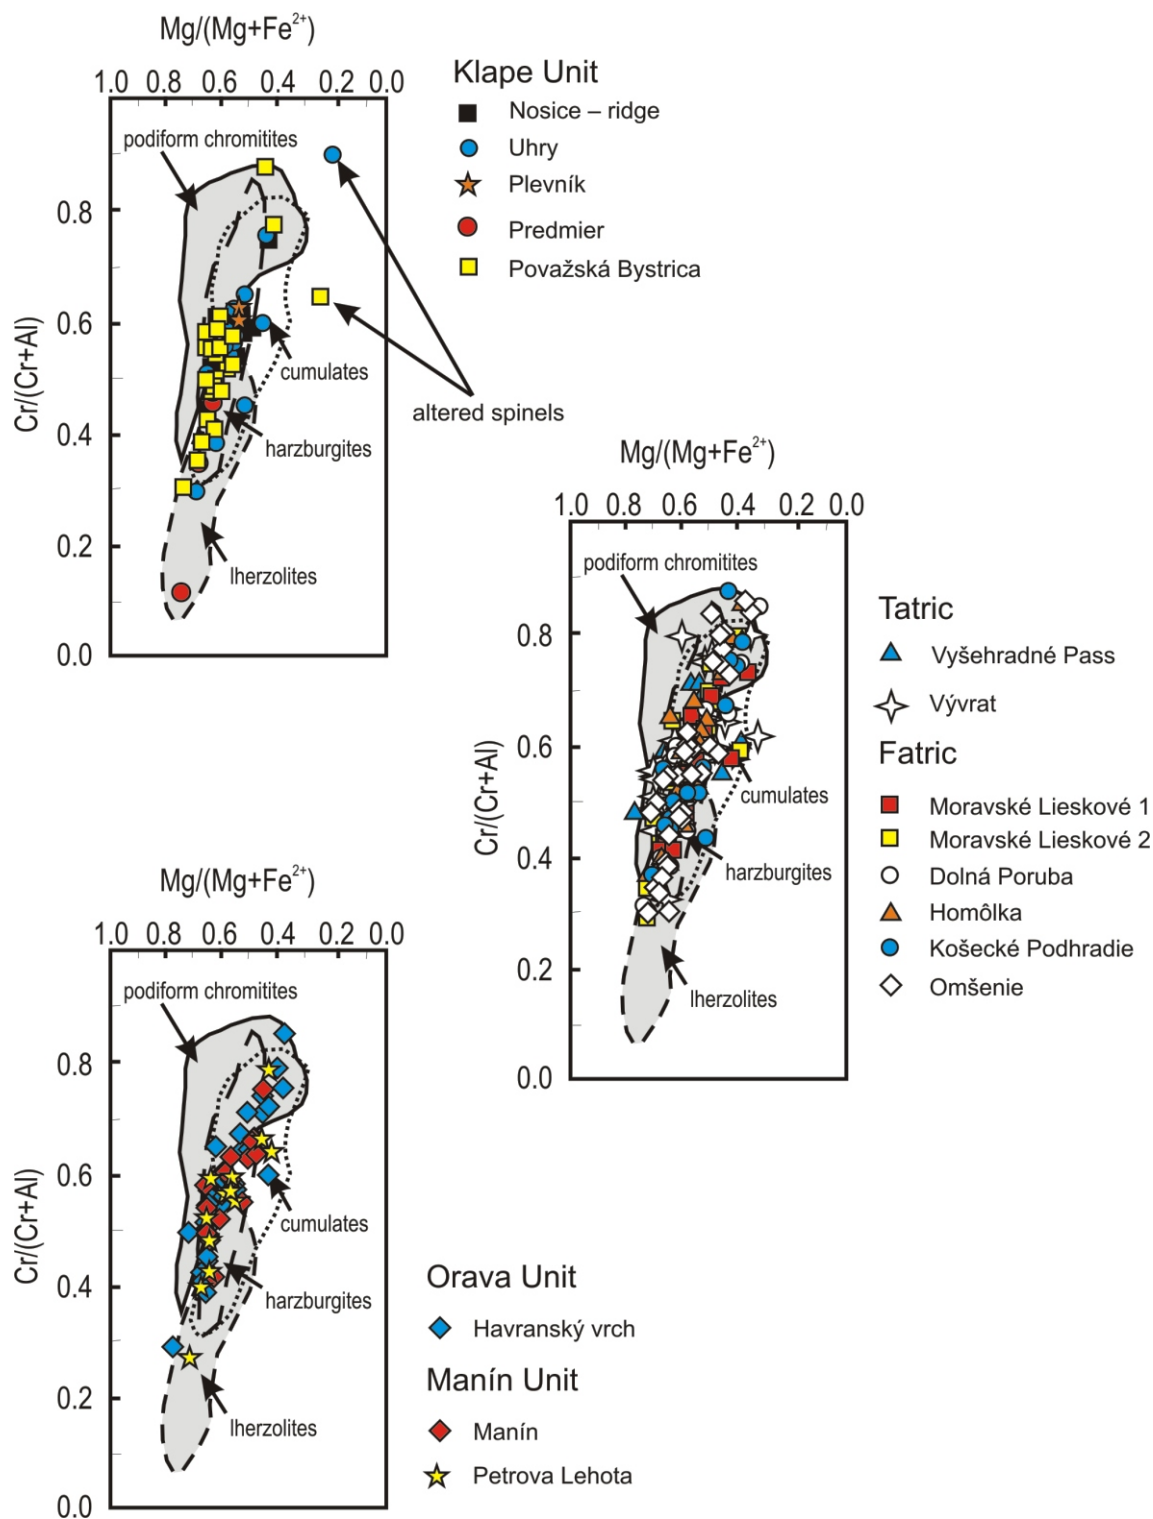 Mg/(Mg+Fe²⁺)
1.0 0.8 0.6 0.4 0.2 0.0
podiform chromitites
0.8
0.6
0.4
0.2
0.0
Cr/(Cr+Al)
cumulates
harzburgites
lherzolites
altered spinels
Klape Unit
Nosice – ridge
Uhry
Plevník
Predmier
Považská Bystrica
Mg/(Mg+Fe²⁺)
1.0 0.8 0.6 0.4 0.2 0.0
podiform chromitites
0.8
0.6
0.4
0.2
0.0
Cr/(Cr+Al)
cumulates
harzburgites
lherzolites
Tatric
Vyšehradné Pass
Vývrat
Fatric
Moravské Lieskové 1
Moravské Lieskové 2
Dolná Poruba
Homôlka
Košecké Podhradie
Omšenie
Mg/(Mg+Fe²⁺)
1.0 0.8 0.6 0.4 0.2 0.0
podiform chromitites
0.8
0.6
0.4
0.2
0.0
Cr/(Cr+Al)
cumulates
harzburgites
lherzolites
Orava Unit
Havranský vrch
Manín Unit
Manín
Petrova Lehota